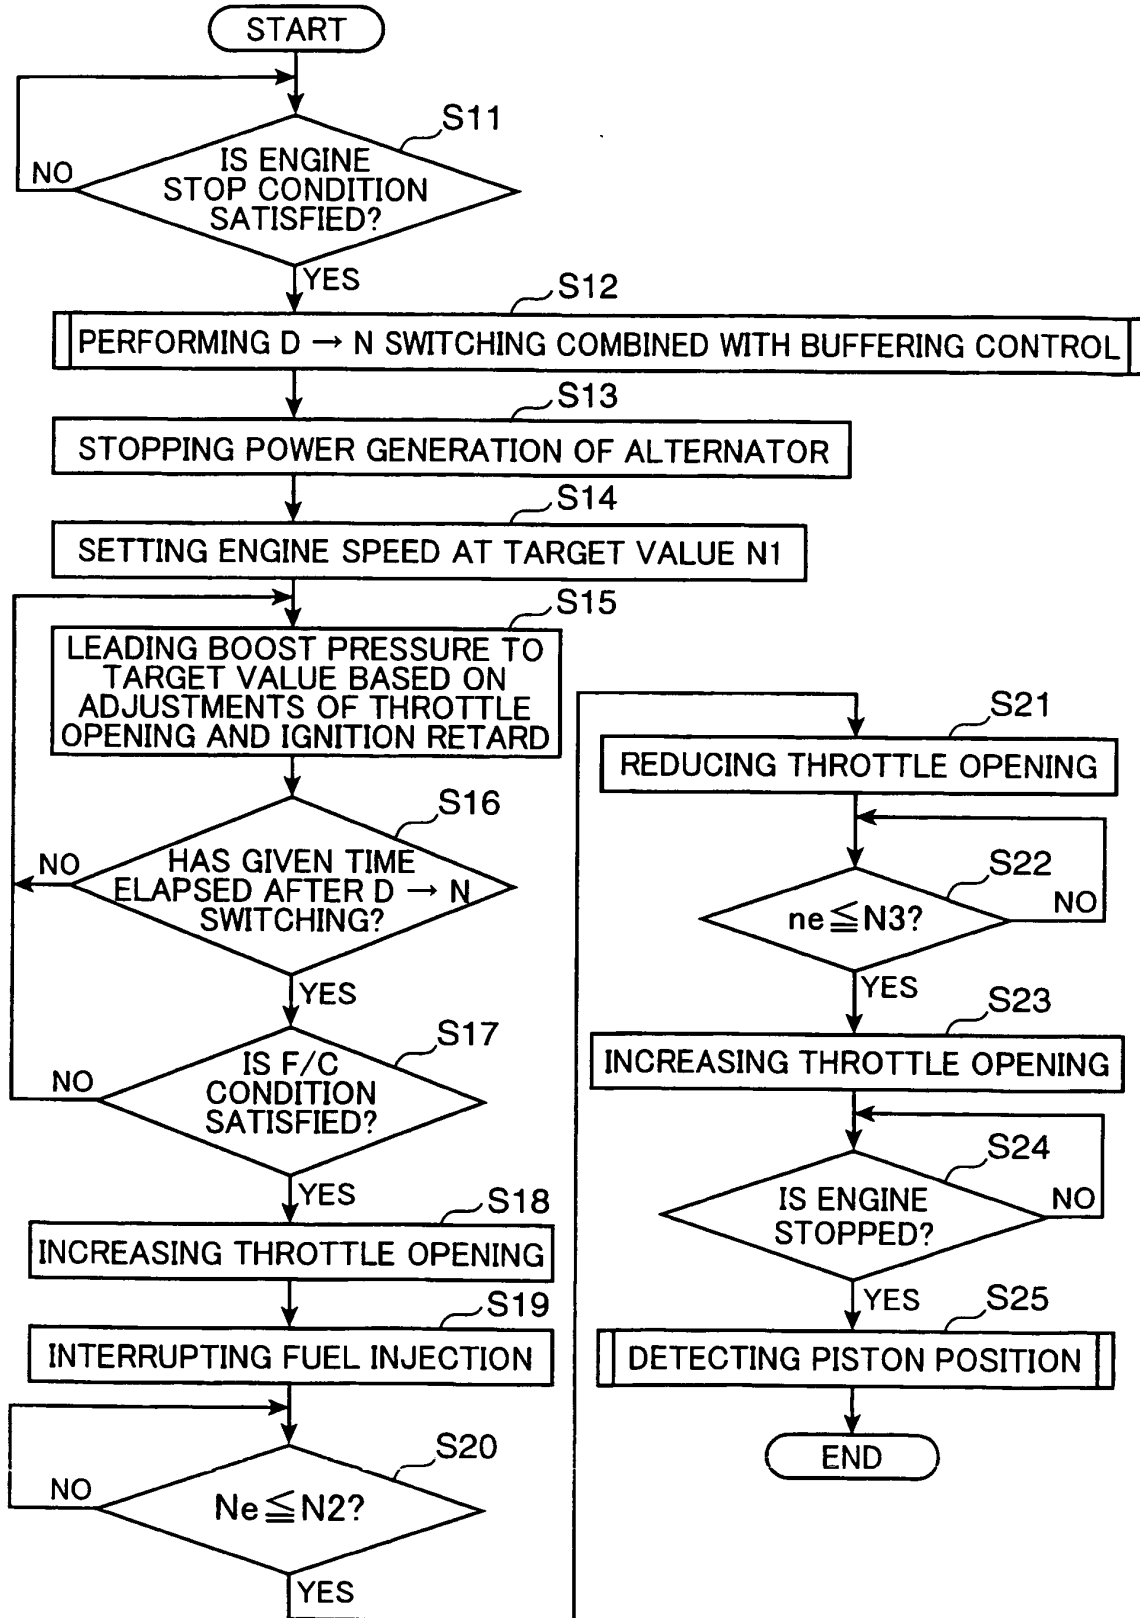 START
S11
IS ENGINE
STOP CONDITION
SATISFIED?
NO
YES
S12
PERFORMING D → N SWITCHING COMBINED WITH BUFFERING CONTROL
S13
STOPPING POWER GENERATION OF ALTERNATOR
S14
SETTING ENGINE SPEED AT TARGET VALUE N1
S15
LEADING BOOST PRESSURE TO
TARGET VALUE BASED ON
ADJUSTMENTS OF THROTTLE
OPENING AND IGNITION RETARD
S16
HAS GIVEN TIME
ELAPSED AFTER D → N
SWITCHING?
NO
YES
S17
IS F/C
CONDITION
SATISFIED?
NO
YES
S18
INCREASING THROTTLE OPENING
S19
INTERRUPTING FUEL INJECTION
S20
Ne≦N2?
NO
YES
S21
REDUCING THROTTLE OPENING
S22
ne≦N3?
NO
YES
S23
INCREASING THROTTLE OPENING
S24
IS ENGINE
STOPPED?
NO
YES
S25
DETECTING PISTON POSITION
END